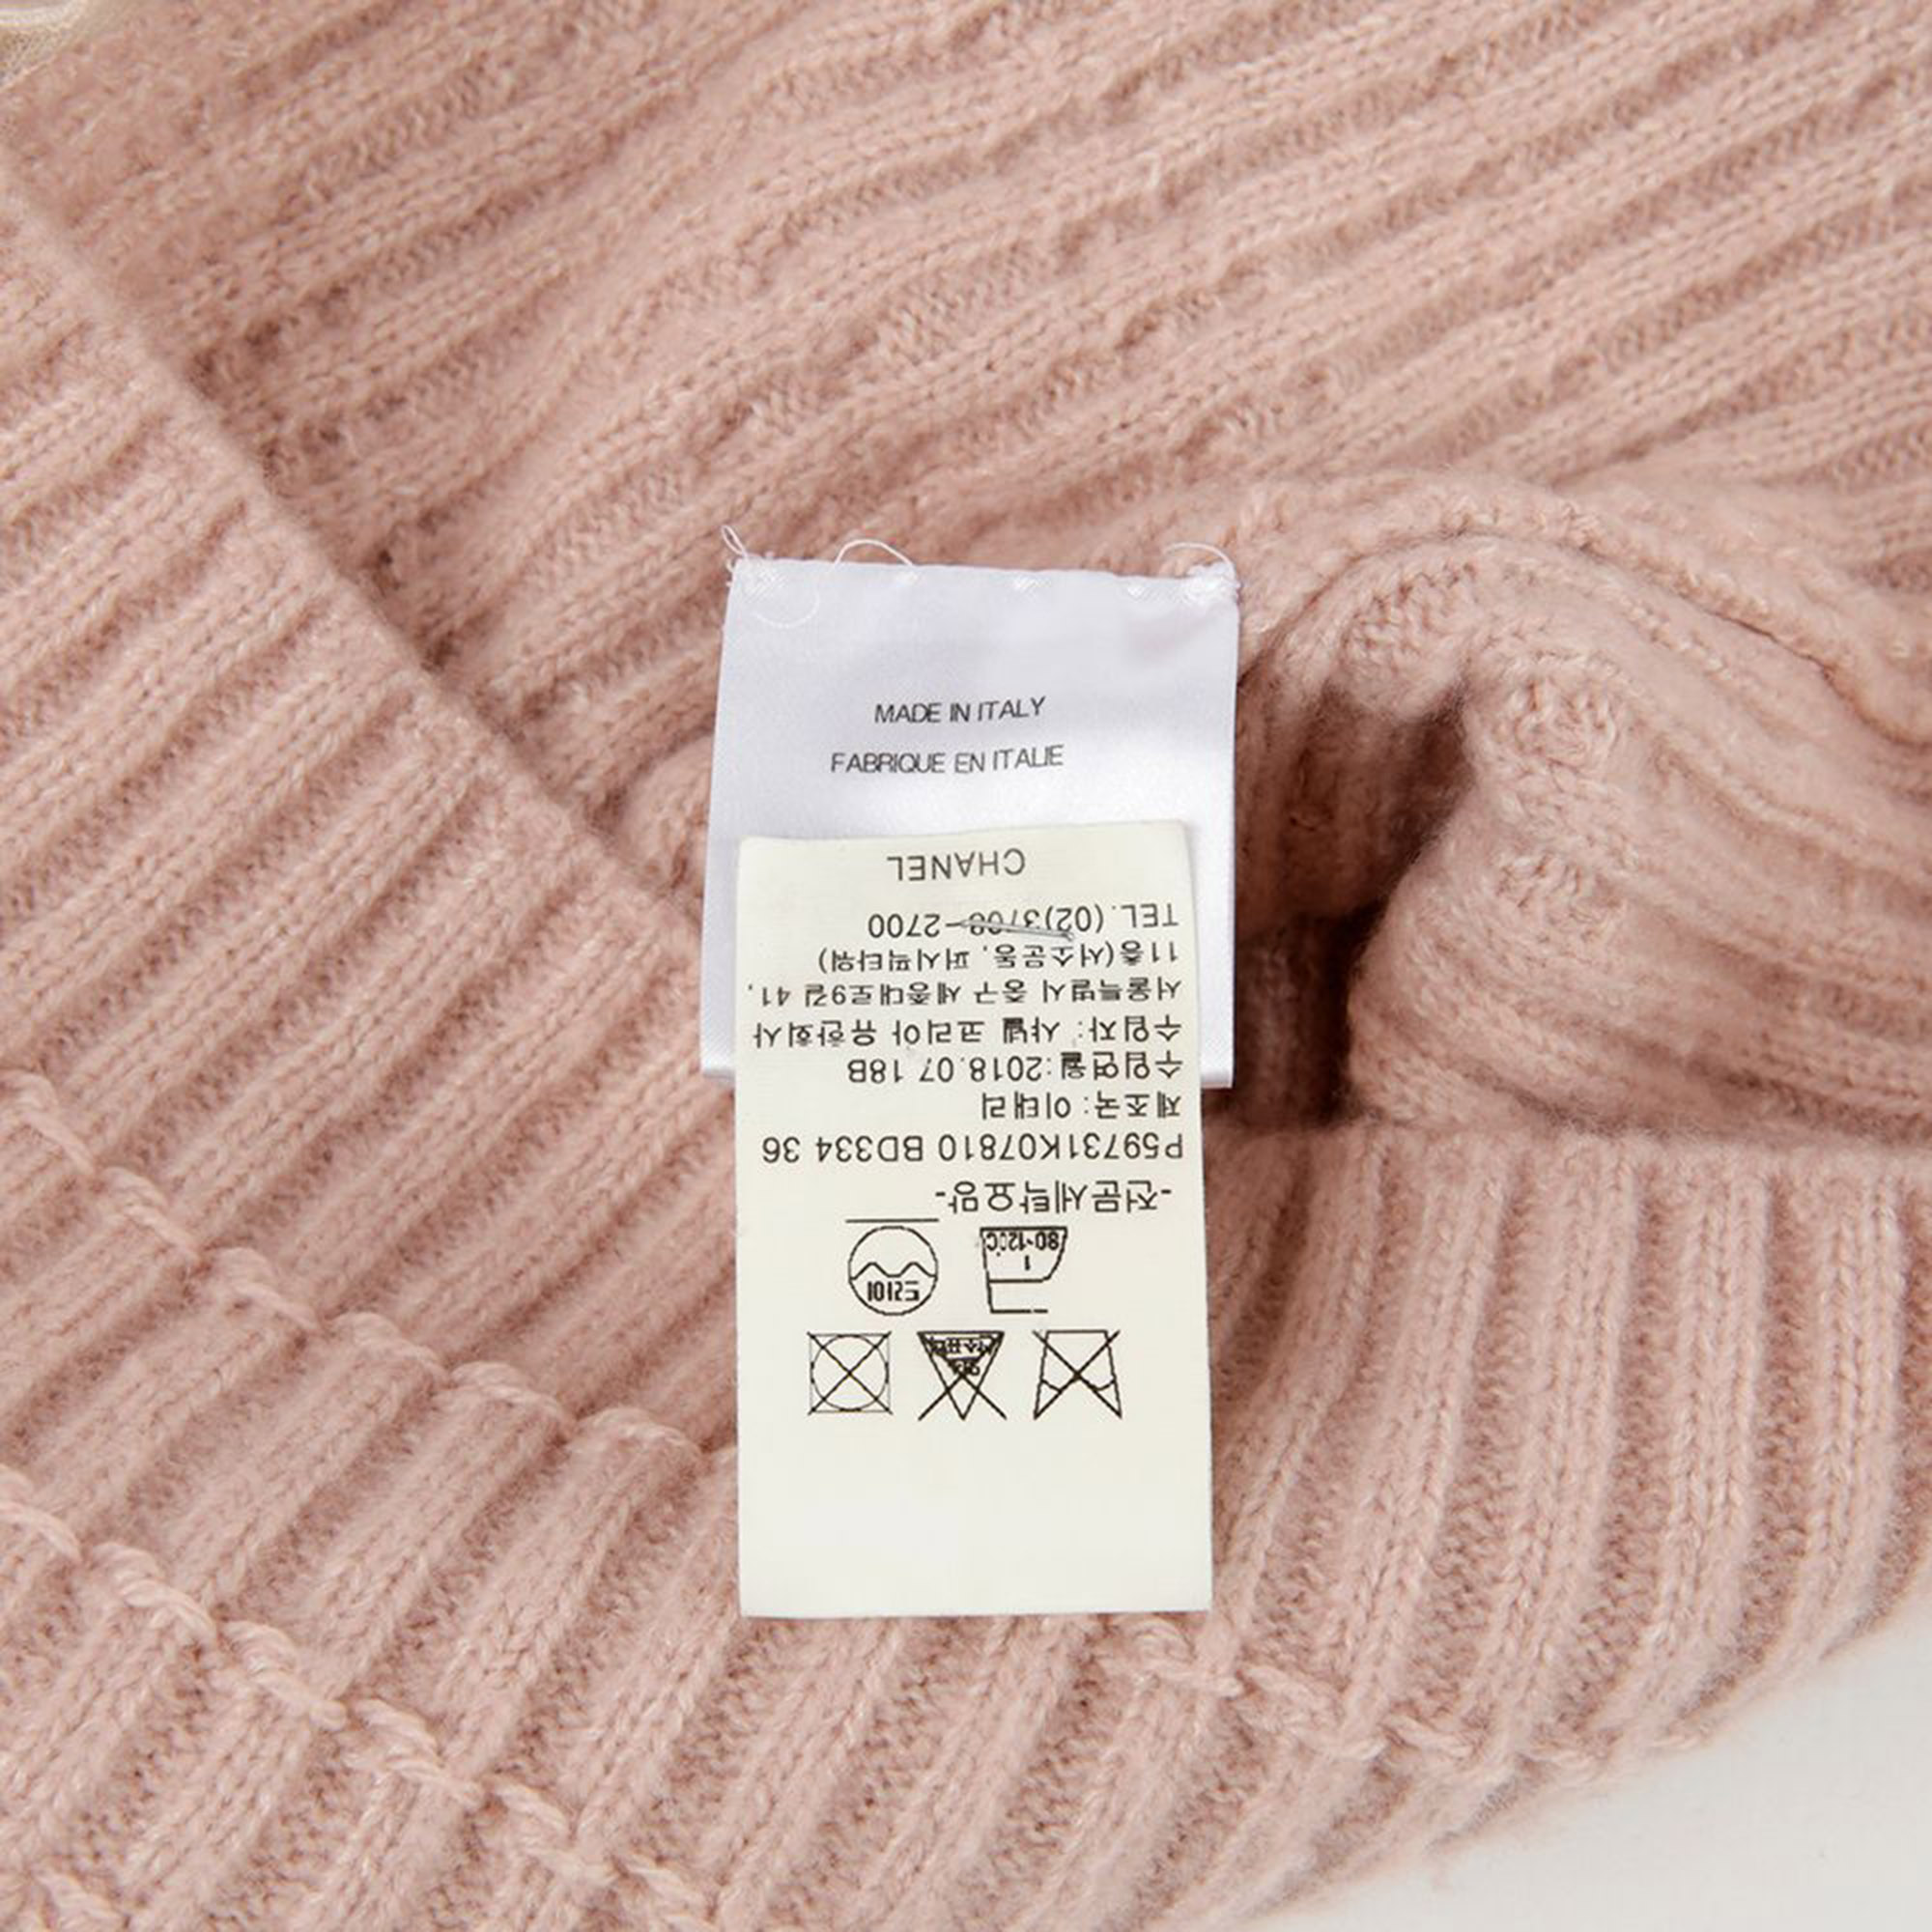 MADE IN ITALY
FABRIQUE EN ITALIE
80~120℃
1
드라이
-전문세탁요망-
P59731K07810 BD334 36
제조국: 이태리
수입연월:2018.07 18B
수입자: 샤넬 코리아 유한회사
서울특별시 중구 세종대로9길 41,
11층(서소문동, 퍼시픽타워)
TEL. (02)3708-2700
CHANEL